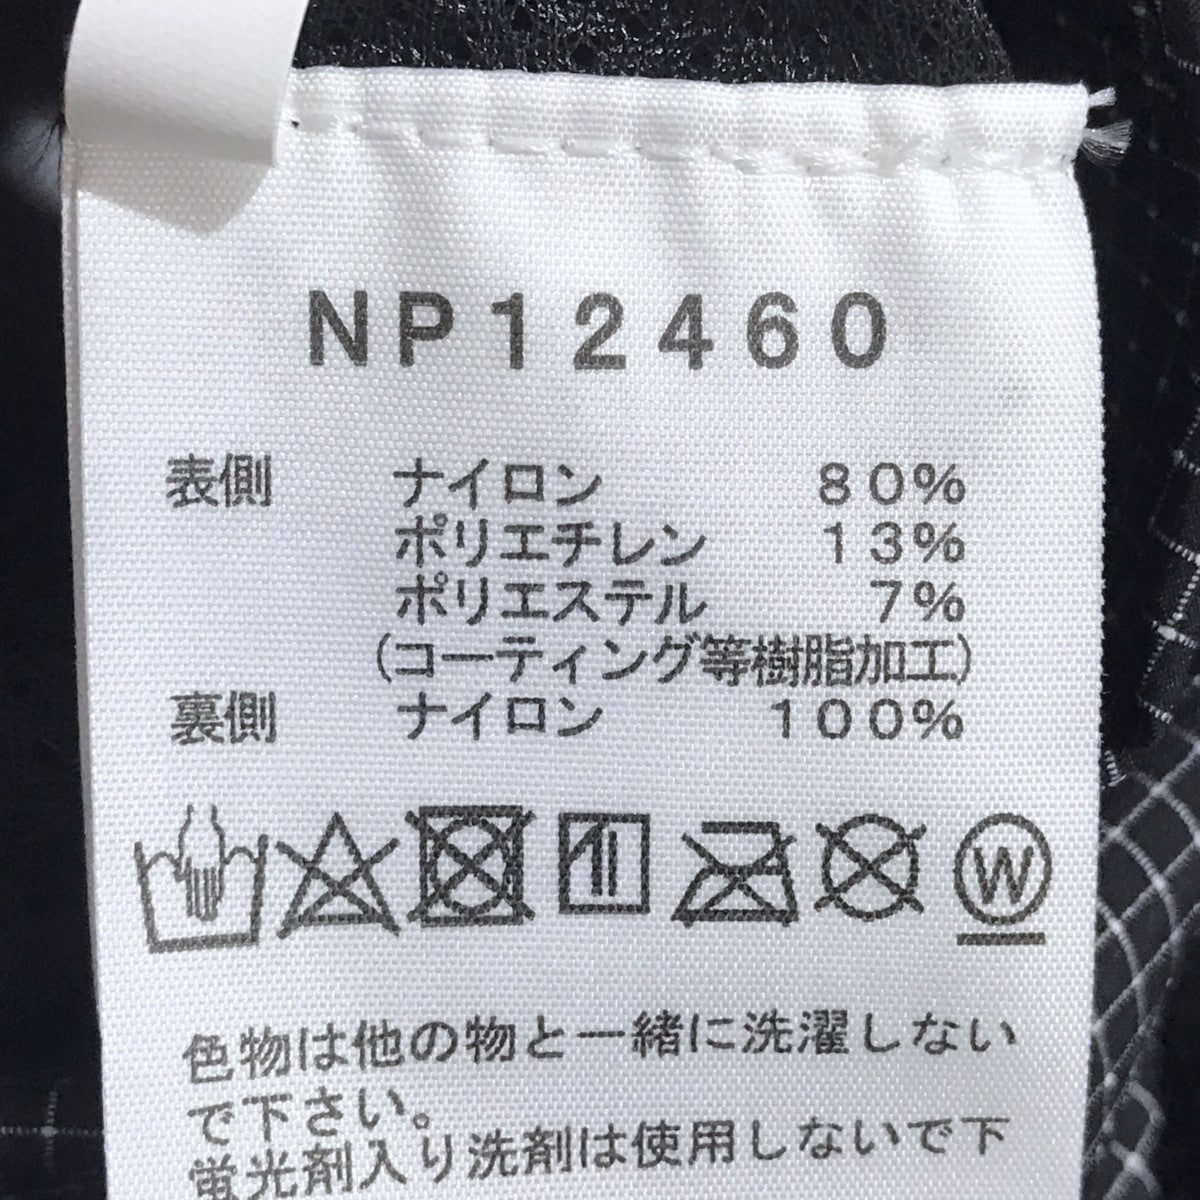 NP12460
表側 ナイロン 80%
ポリエチレン 13%
ポリエステル 7%
(コーティング等樹脂加工)
裏側 ナイロン 100%
W
色物は他の物と一緒に洗濯しない
で下さい。
蛍光剤入り洗剤は使用しないで下